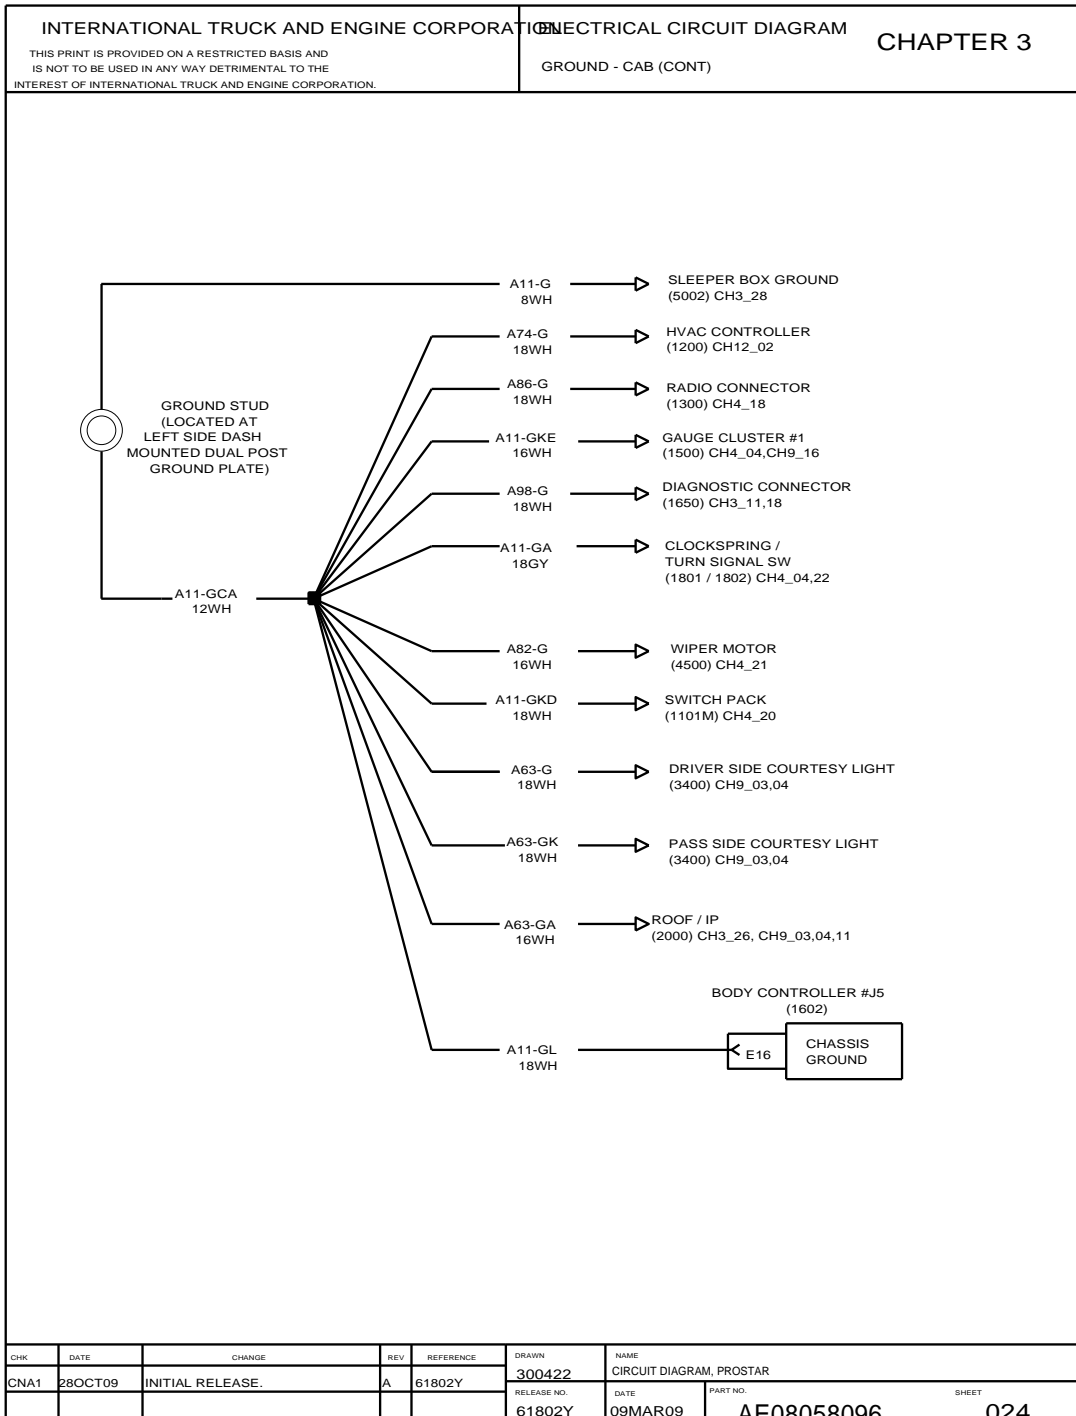 INTERNATIONAL TRUCK AND ENGINE CORPORATION
THIS PRINT IS PROVIDED ON A RESTRICTED BASIS AND
IS NOT TO BE USED IN ANY WAY DETRIMENTAL TO THE
INTEREST OF INTERNATIONAL TRUCK AND ENGINE CORPORATION.
ELECTRICAL CIRCUIT DIAGRAM
GROUND - CAB (CONT)
CHAPTER 3
A11-G
8WH
SLEEPER BOX GROUND
(5002) CH3_28
A74-G
18WH
HVAC CONTROLLER
(1200) CH12_02
A86-G
18WH
RADIO CONNECTOR
(1300) CH4_18
GROUND STUD
(LOCATED AT
LEFT SIDE DASH
MOUNTED DUAL POST
GROUND PLATE)
A11-GKE
16WH
GAUGE CLUSTER #1
(1500) CH4_04,CH9_16
A98-G
18WH
DIAGNOSTIC CONNECTOR
(1650) CH3_11,18
A11-GA
18GY
CLOCKSPRING /
TURN SIGNAL SW
(1801 / 1802) CH4_04,22
A11-GCA
12WH
A82-G
16WH
WIPER MOTOR
(4500) CH4_21
A11-GKD
18WH
SWITCH PACK
(1101M) CH4_20
A63-G
18WH
DRIVER SIDE COURTESY LIGHT
(3400) CH9_03,04
A63-GK
18WH
PASS SIDE COURTESY LIGHT
(3400) CH9_03,04
A63-GA
16WH
ROOF / IP
(2000) CH3_26, CH9_03,04,11
BODY CONTROLLER #J5
(1602)
A11-GL
18WH
E16
CHASSIS
GROUND
CHK DATE CHANGE REV REFERENCE
CNA1 28OCT09 INITIAL RELEASE. A 61802Y
DRAWN
300422
NAME
CIRCUIT DIAGRAM, PROSTAR
RELEASE NO.
61802Y
DATE
09MAR09
PART NO.
AE08058096
SHEET
024